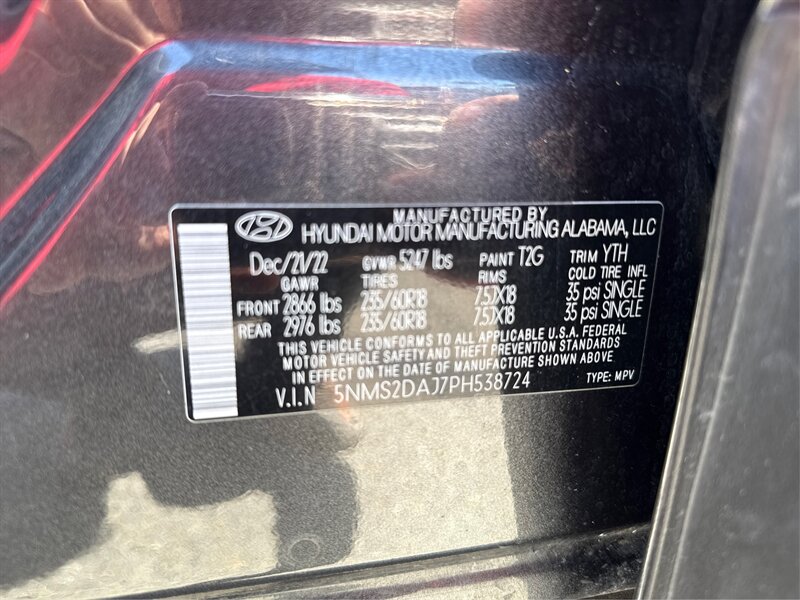 MANUFACTURED BY
HYUNDAI MOTOR MANUFACTURING ALABAMA, LLC
Dec/21/22 GVWR 5247 lbs PAINT T2G TRIM YTH
GAWR TIRES RIMS COLD TIRE INFL
FRONT 2866 lbs 235/60R18 7.5JX18 35 psi SINGLE
REAR 2976 lbs 235/60R18 7.5JX18 35 psi SINGLE
THIS VEHICLE CONFORMS TO ALL APPLICABLE U.S.A. FEDERAL
MOTOR VEHICLE SAFETY AND THEFT PREVENTION STANDARDS
IN EFFECT ON THE DATE OF MANUFACTURE SHOWN ABOVE
V.I.N 5NMS2DAJ7PH538724 TYPE: MPV